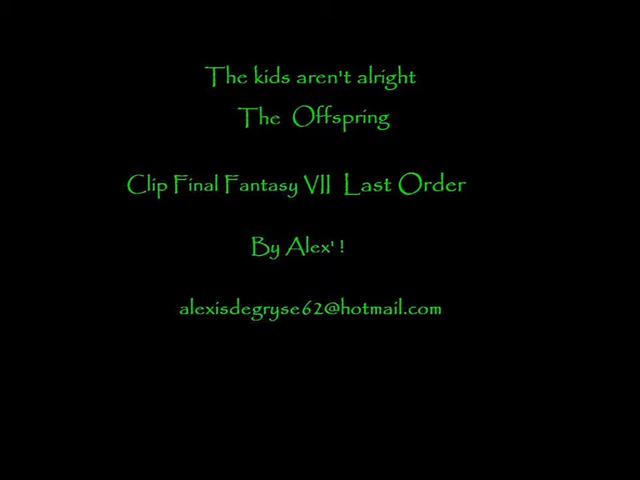 The kids aren't alright
The Offspring
Clip Final Fantasy VII Last Order
By Alex' !
alexisdegryse62@hotmail.com